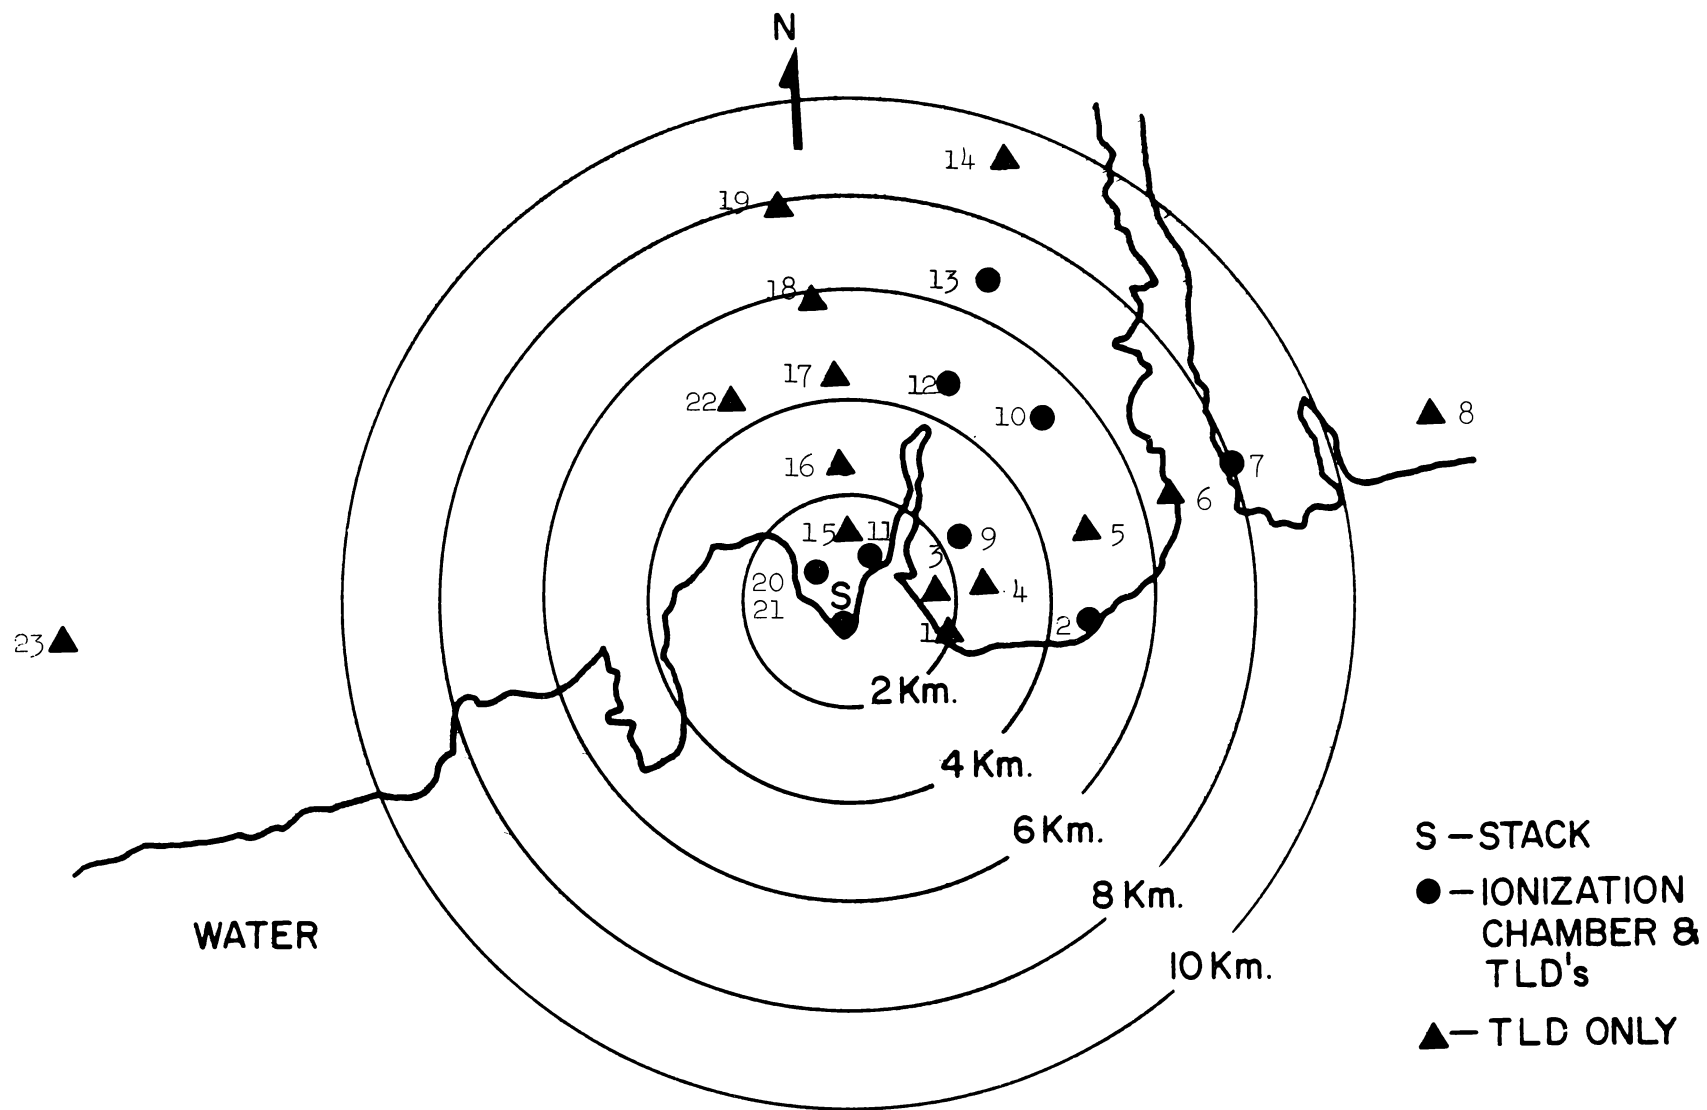 N
14
19
13
18
17
12
22
10
8
16
7
6
15
11
9
5
3
20
S
4
21
1
2
23
2 Km.
4 Km.
6 Km.
8 Km.
10 Km.
WATER
S – STACK
– IONIZATION
CHAMBER &
TLD's
– TLD ONLY